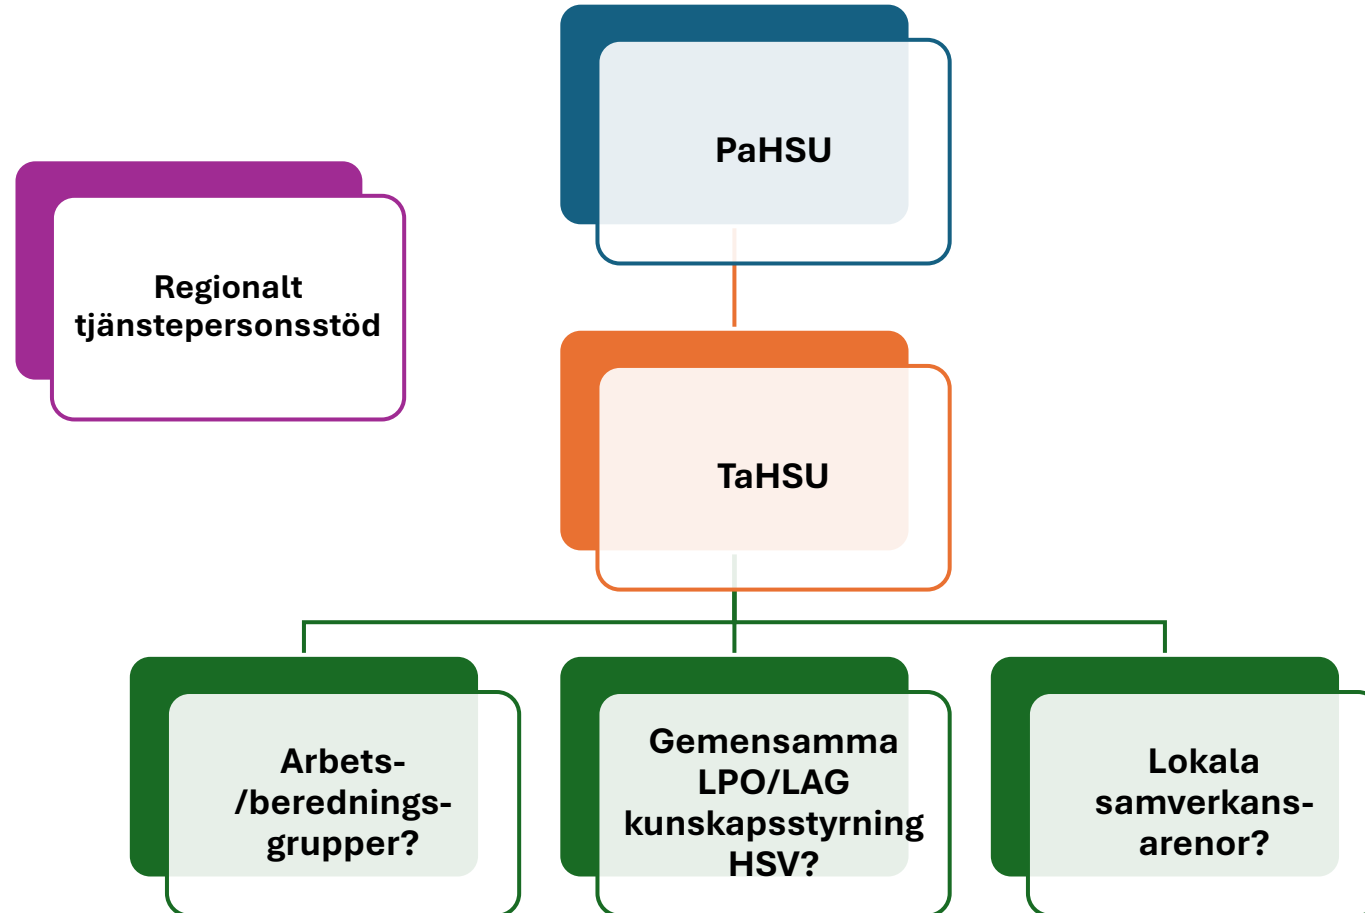 PaHSU
Regionalt
tjänstepersonsstöd
TaHSU
Arbets-
/berednings-
grupper?
Gemensamma
LPO/LAG
kunskapsstyrning
HSV?
Lokala
samverkans-
arenor?